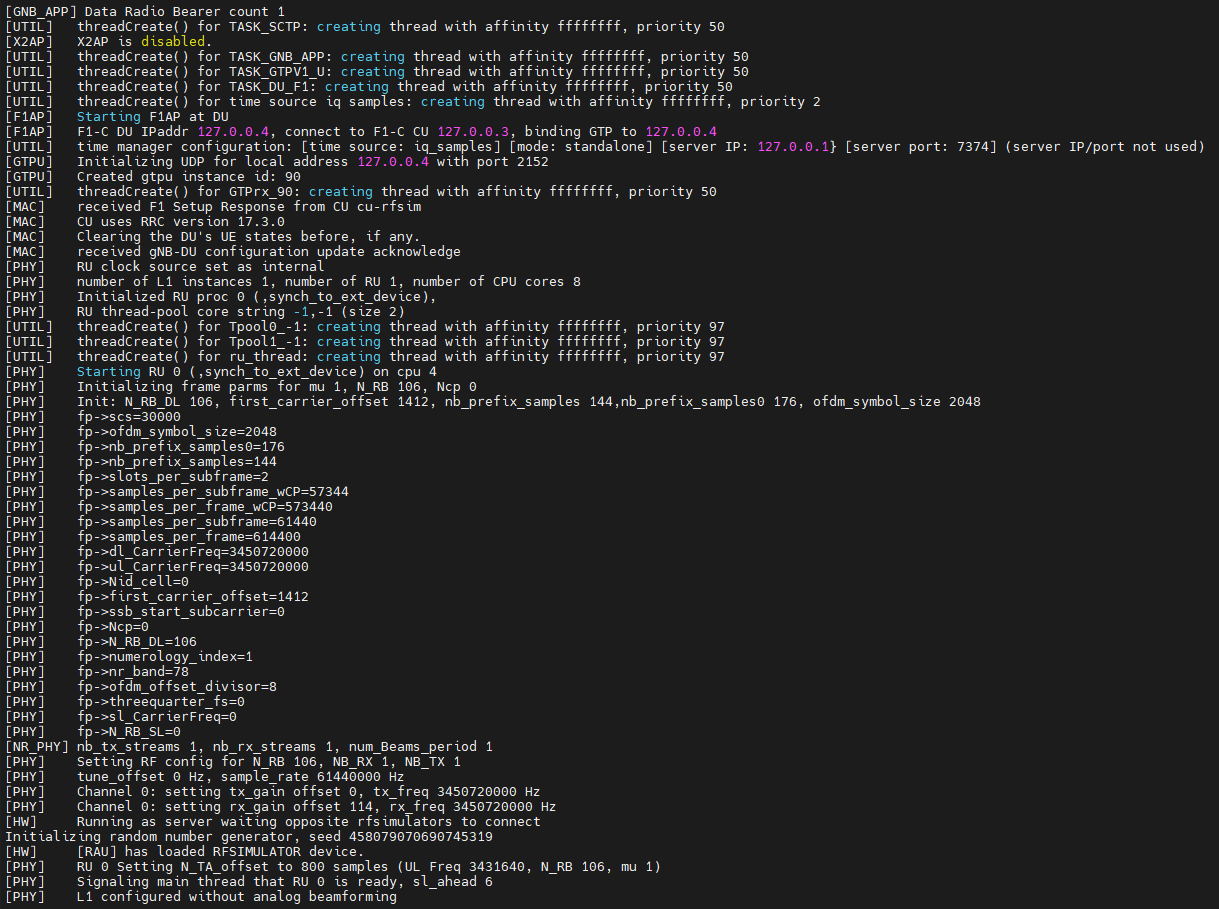 [GNB_APP] Data Radio Bearer count 1
[UTIL]   threadCreate() for TASK_SCTP: creating thread with affinity ffffffff, priority 50
[X2AP]   X2AP is disabled.
[UTIL]   threadCreate() for TASK_GNB_APP: creating thread with affinity ffffffff, priority 50
[UTIL]   threadCreate() for TASK_GTPV1_U: creating thread with affinity ffffffff, priority 50
[UTIL]   threadCreate() for TASK_DU_F1: creating thread with affinity ffffffff, priority 50
[UTIL]   threadCreate() for time source iq samples: creating thread with affinity ffffffff, priority 2
[F1AP]   Starting F1AP at DU
[F1AP]   F1-C DU IPaddr 127.0.0.4, connect to F1-C CU 127.0.0.3, binding GTP to 127.0.0.4
[UTIL]   time manager configuration: [time source: iq_samples] [mode: standalone] [server IP: 127.0.0.1} [server port: 7374] (server IP/port not used)
[GTPU]   Initializing UDP for local address 127.0.0.4 with port 2152
[GTPU]   Created gtpu instance id: 90
[UTIL]   threadCreate() for GTPrx_90: creating thread with affinity ffffffff, priority 50
[MAC]    received F1 Setup Response from CU cu-rfsim
[MAC]    CU uses RRC version 17.3.0
[MAC]    Clearing the DU's UE states before, if any.
[MAC]    received gNB-DU configuration update acknowledge
[PHY]    RU clock source set as internal
[PHY]    number of L1 instances 1, number of RU 1, number of CPU cores 8
[PHY]    Initialized RU proc 0 (,synch_to_ext_device),
[PHY]    RU thread-pool core string -1,-1 (size 2)
[UTIL]   threadCreate() for Tpool0_-1: creating thread with affinity ffffffff, priority 97
[UTIL]   threadCreate() for Tpool1_-1: creating thread with affinity ffffffff, priority 97
[UTIL]   threadCreate() for ru_thread: creating thread with affinity ffffffff, priority 97
[PHY]    Starting RU 0 (,synch_to_ext_device) on cpu 4
[PHY]    Initializing frame parms for mu 1, N_RB 106, Ncp 0
[PHY]    Init: N_RB_DL 106, first_carrier_offset 1412, nb_prefix_samples 144,nb_prefix_samples0 176, ofdm_symbol_size 2048
[PHY]    fp->scs=30000
[PHY]    fp->ofdm_symbol_size=2048
[PHY]    fp->nb_prefix_samples0=176
[PHY]    fp->nb_prefix_samples=144
[PHY]    fp->slots_per_subframe=2
[PHY]    fp->samples_per_subframe_wCP=57344
[PHY]    fp->samples_per_frame_wCP=573440
[PHY]    fp->samples_per_subframe=61440
[PHY]    fp->samples_per_frame=614400
[PHY]    fp->dl_CarrierFreq=3450720000
[PHY]    fp->ul_CarrierFreq=3450720000
[PHY]    fp->Nid_cell=0
[PHY]    fp->first_carrier_offset=1412
[PHY]    fp->ssb_start_subcarrier=0
[PHY]    fp->Ncp=0
[PHY]    fp->N_RB_DL=106
[PHY]    fp->numerology_index=1
[PHY]    fp->nr_band=78
[PHY]    fp->ofdm_offset_divisor=8
[PHY]    fp->threequarter_fs=0
[PHY]    fp->sl_CarrierFreq=0
[PHY]    fp->N_RB_SL=0
[NR_PHY] nb_tx_streams 1, nb_rx_streams 1, num_Beams_period 1
[PHY]    Setting RF config for N_RB 106, NB_RX 1, NB_TX 1
[PHY]    tune_offset 0 Hz, sample_rate 61440000 Hz
[PHY]    Channel 0: setting tx_gain offset 0, tx_freq 3450720000 Hz
[PHY]    Channel 0: setting rx_gain offset 114, rx_freq 3450720000 Hz
[HW]     Running as server waiting opposite rfsimulators to connect
Initializing random number generator, seed 458079070690745319
[HW]     [RAU] has loaded RFSIMULATOR device.
[PHY]    RU 0 Setting N_TA_offset to 800 samples (UL Freq 3431640, N_RB 106, mu 1)
[PHY]    Signaling main thread that RU 0 is ready, sl_ahead 6
[PHY]    L1 configured without analog beamforming